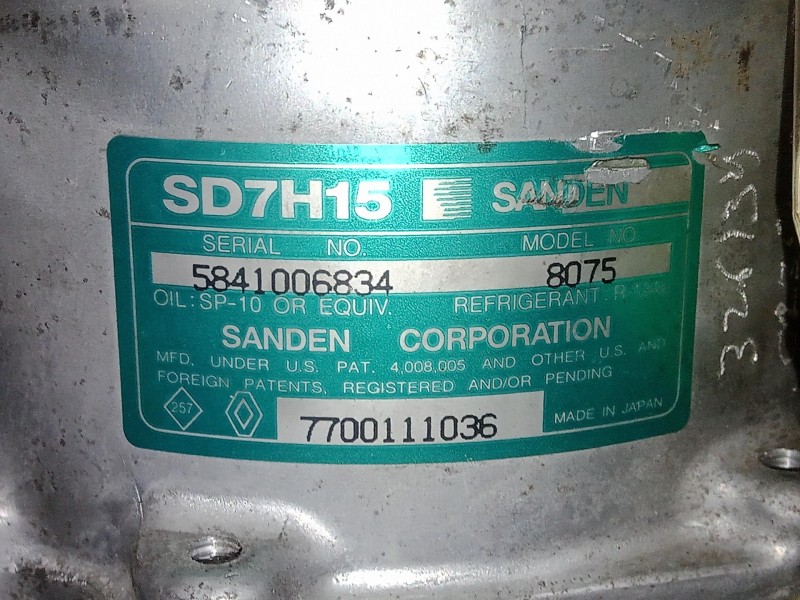 SD7H15 SANDEN
SERIAL NO. MODEL NO
5841006834 8075
OIL: SP-10 OR EQUIV. REFRIGERANT:
SANDEN CORPORATION
MFD. UNDER U.S. PAT. 4,008,005 AND OTHER U.S. AND
FOREIGN PATENTS, REGISTERED AND/OR PENDING
257
7700111036 MADE IN JAPAN